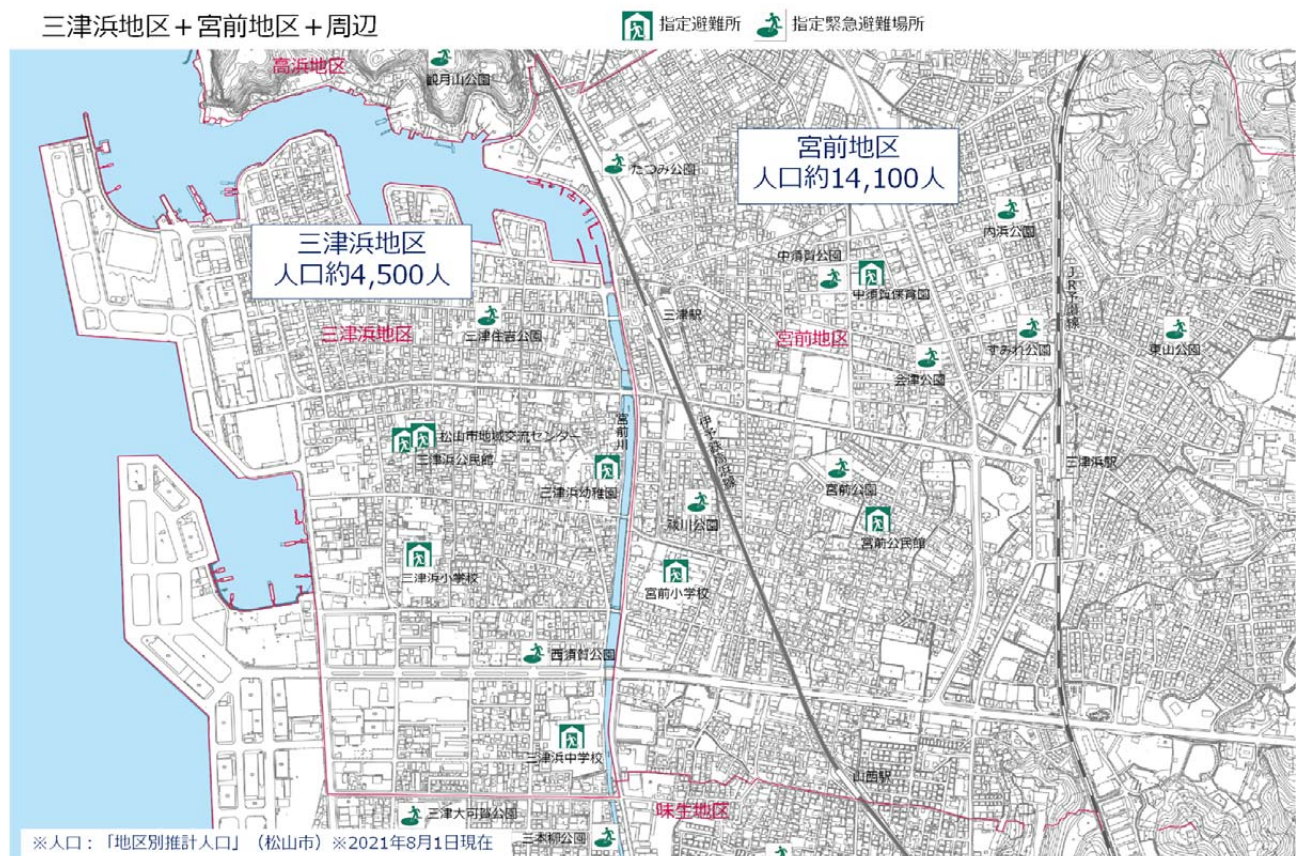 三津浜地区＋宮前地区＋周辺
指定避難所
指定緊急避難場所
高浜地区
観月山公園
たつみ公園
宮前地区
人口約14,100人
内浜公園
三津浜地区
人口約4,500人
中須賀公園
中須賀保育園
JR予讃線
三津駅
三津浜地区
三津住吉公園
宮前地区
すみれ公園
東山公園
会津公園
宮前川
伊予鉄高浜線
松山市地域交流センター
三津浜公民館
三津浜駅
三津浜幼稚園
宮前公園
祓川公園
宮前公民館
三津浜小学校
宮前小学校
西須賀公園
三津浜中学校
山西駅
三津大可賀公園
味生地区
三本柳公園
※人口：「地区別推計人口」（松山市）※2021年8月1日現在